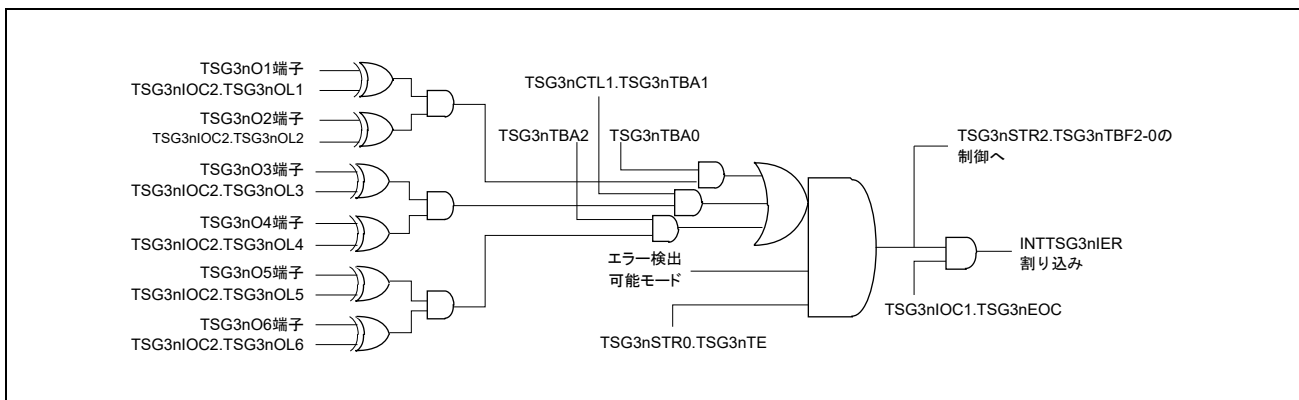 TSG3nO1端子
TSG3nIOC2.TSG3nOL1
TSG3nO2端子
TSG3nIOC2.TSG3nOL2
TSG3nO3端子
TSG3nIOC2.TSG3nOL3
TSG3nO4端子
TSG3nIOC2.TSG3nOL4
TSG3nO5端子
TSG3nIOC2.TSG3nOL5
TSG3nO6端子
TSG3nIOC2.TSG3nOL6
TSG3nCTL1.TSG3nTBA1
TSG3nTBA2
TSG3nTBA0
エラー検出
可能モード
TSG3nSTR0.TSG3nTE
TSG3nSTR2.TSG3nTBF2-0の
制御へ
INTTSG3nIER
割り込み
TSG3nIOC1.TSG3nEOC